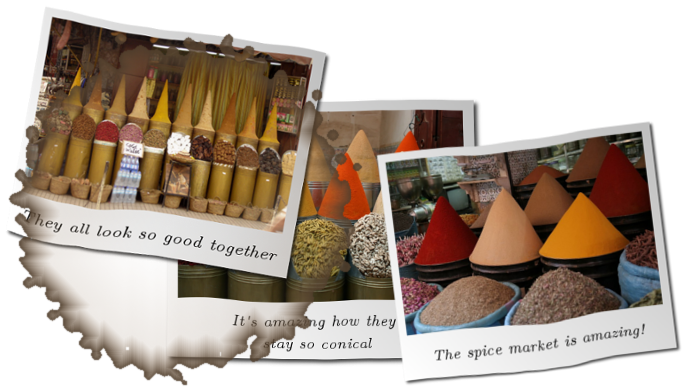 They all look so good together
It's amazing how they
stay so conical
The spice market is amazing!